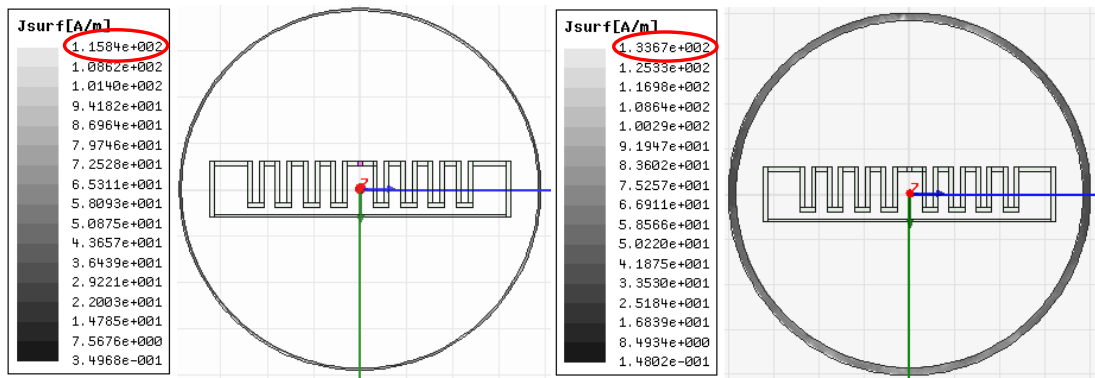 Jsurf[A/m]
1.1584e+002
1.0862e+002
1.0140e+002
9.4182e+001
8.6964e+001
7.9746e+001
7.2528e+001
6.5311e+001
5.8093e+001
5.0875e+001
4.3657e+001
3.6439e+001
2.9221e+001
2.2003e+001
1.4785e+001
7.5676e+000
3.4968e-001
Z
Jsurf[A/m]
1.3367e+002
1.2533e+002
1.1698e+002
1.0864e+002
1.0029e+002
9.1947e+001
8.3602e+001
7.5257e+001
6.6911e+001
5.8566e+001
5.0220e+001
4.1875e+001
3.3530e+001
2.5184e+001
1.6839e+001
8.4934e+000
1.4802e-001
Z